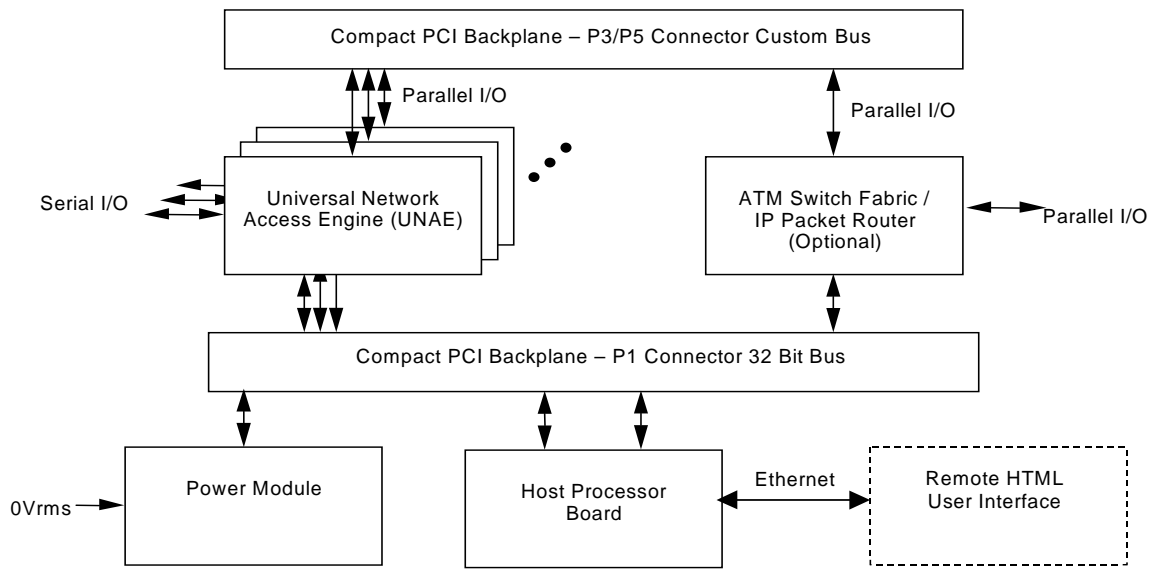 Compact PCI Backplane – P3/P5 Connector Custom Bus
Parallel I/O
Parallel I/O
Universal Network
Access Engine (UNAE)
Serial I/O
ATM Switch Fabric /
IP Packet Router
(Optional)
Parallel I/O
Compact PCI Backplane – P1 Connector 32 Bit Bus
Power Module
0Vrms
Host Processor
Board
Ethernet
Remote HTML
User Interface